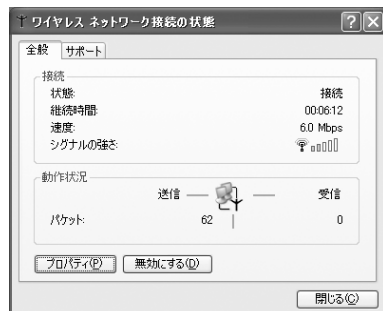 ワイヤレス ネットワーク接続の状態
全般 サポート
接続
状態: 接続
継続時間: 00:06:12
速度: 6.0 Mbps
シグナルの強さ:
動作状況
送信 受信
パケット: 62 0
プロパティ(P) 無効にする(D)
閉じる(C)